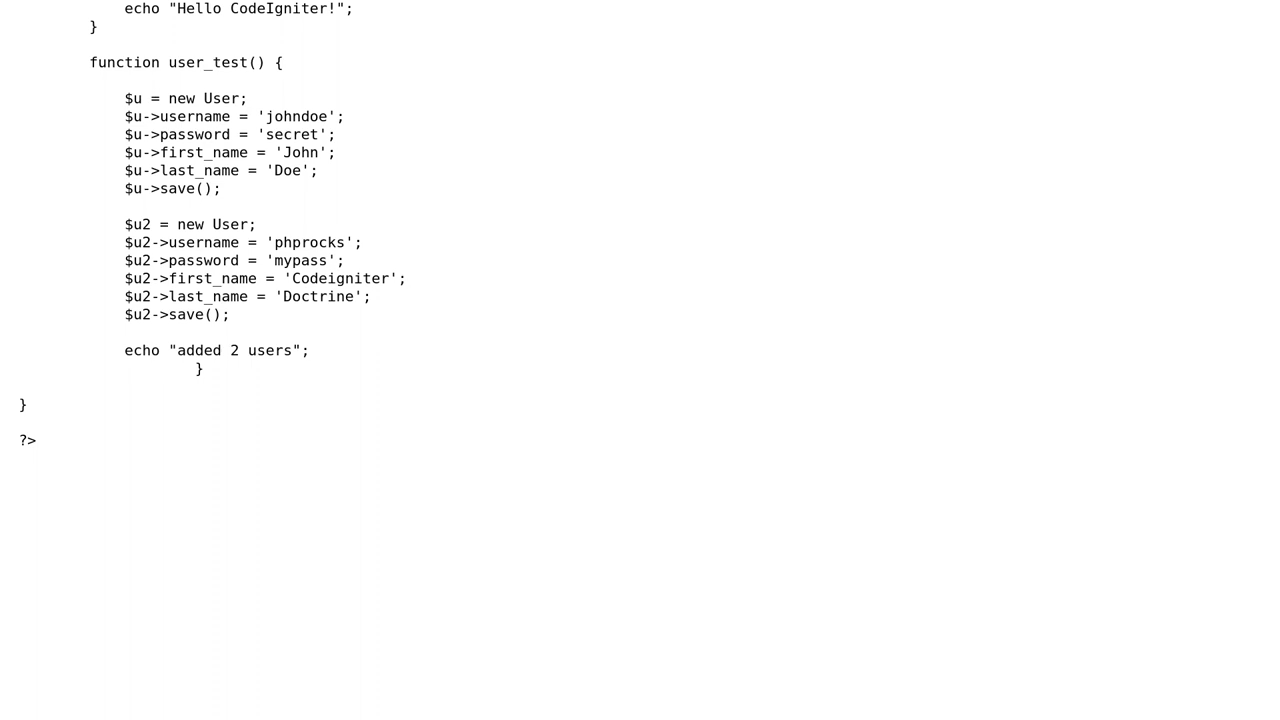 echo "Hello CodeIgniter!";
}
function user_test() {
$u = new User;
$u->username = 'johndoe';
$u->password = 'secret';
$u->first_name = 'John';
$u->last_name = 'Doe';
$u->save();
$u2 = new User;
$u2->username = 'phprocks';
$u2->password = 'mypass';
$u2->first_name = 'Codeigniter';
$u2->last_name = 'Doctrine';
$u2->save();
echo "added 2 users";
}
}
?>